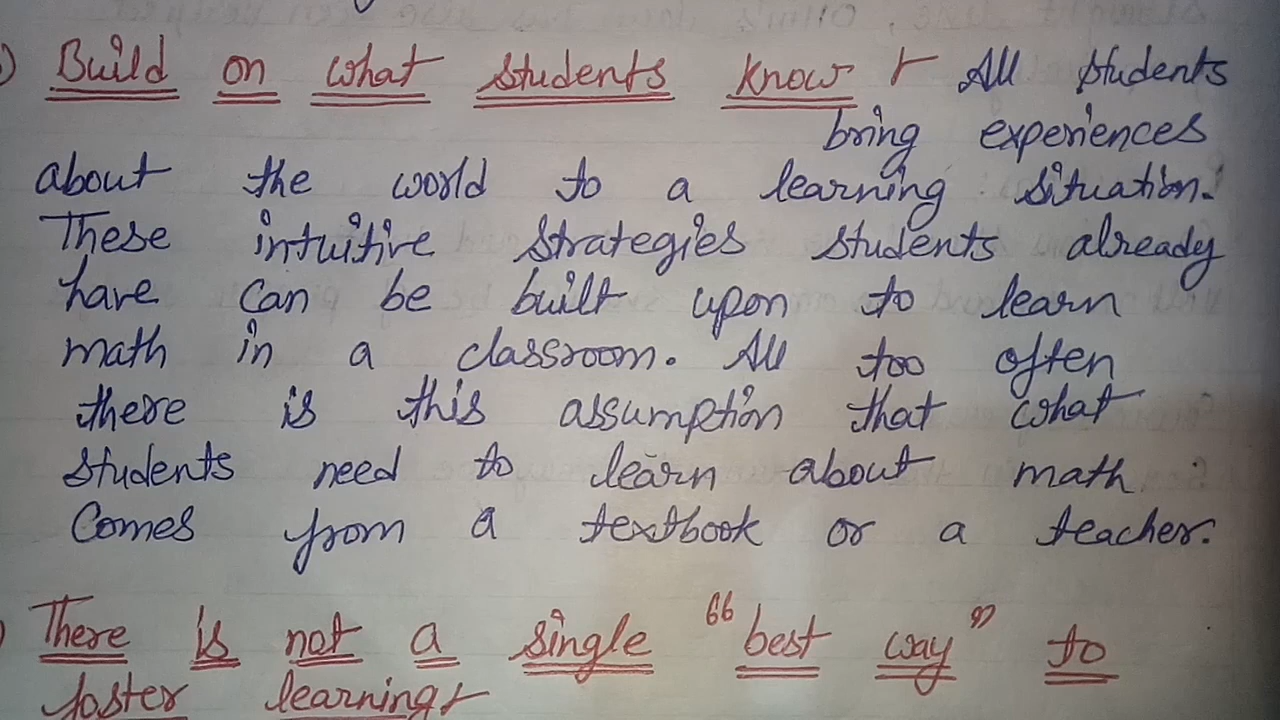 ) Build on what students know :- All students
bring experiences
about the world to a learning situation.
These intuitive strategies students already
have can be built upon to learn
math in a classroom. All too often
there is this assumption that what
students need to learn about math
comes from a textbook or a teacher.
) There is not a single "best way" to
foster learning:-